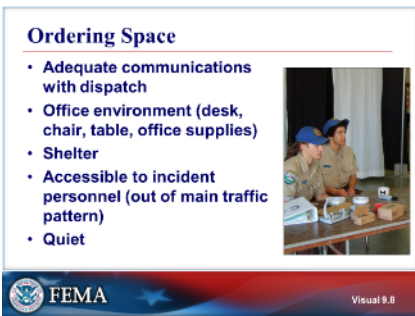 Ordering Space
• Adequate communications
with dispatch
• Office environment (desk,
chair, table, office supplies)
• Shelter
• Accessible to incident
personnel (out of main traffic
pattern)
• Quiet
FEMA
Visual 9.8